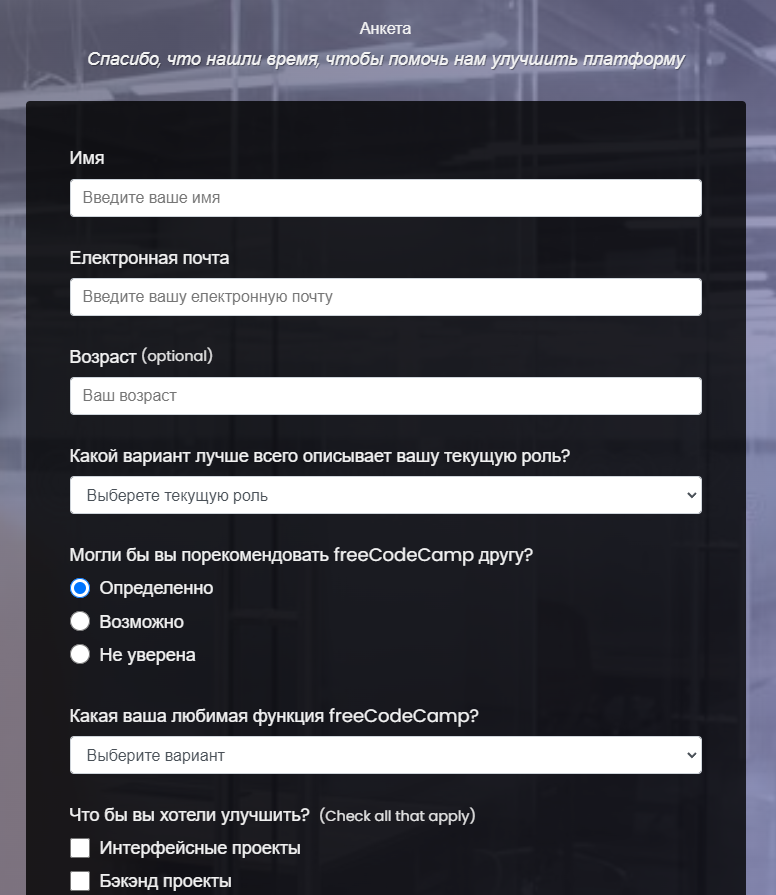 Анкета
Спасибо, что нашли время, чтобы помочь нам улучшить платформу
Имя
Введите ваше имя
Електронная почта
Введите вашу електронную почту
Возраст (optional)
Ваш возраст
Какой вариант лучше всего описывает вашу текущую роль?
Выберете текущую роль
Могли бы вы порекомендовать freeCodeCamp другу?
Определенно
Возможно
Не уверена
Какая ваша любимая функция freeCodeCamp?
Выберите вариант
Что бы вы хотели улучшить? (Check all that apply)
Интерфейсные проекты
Бэкэнд проекты